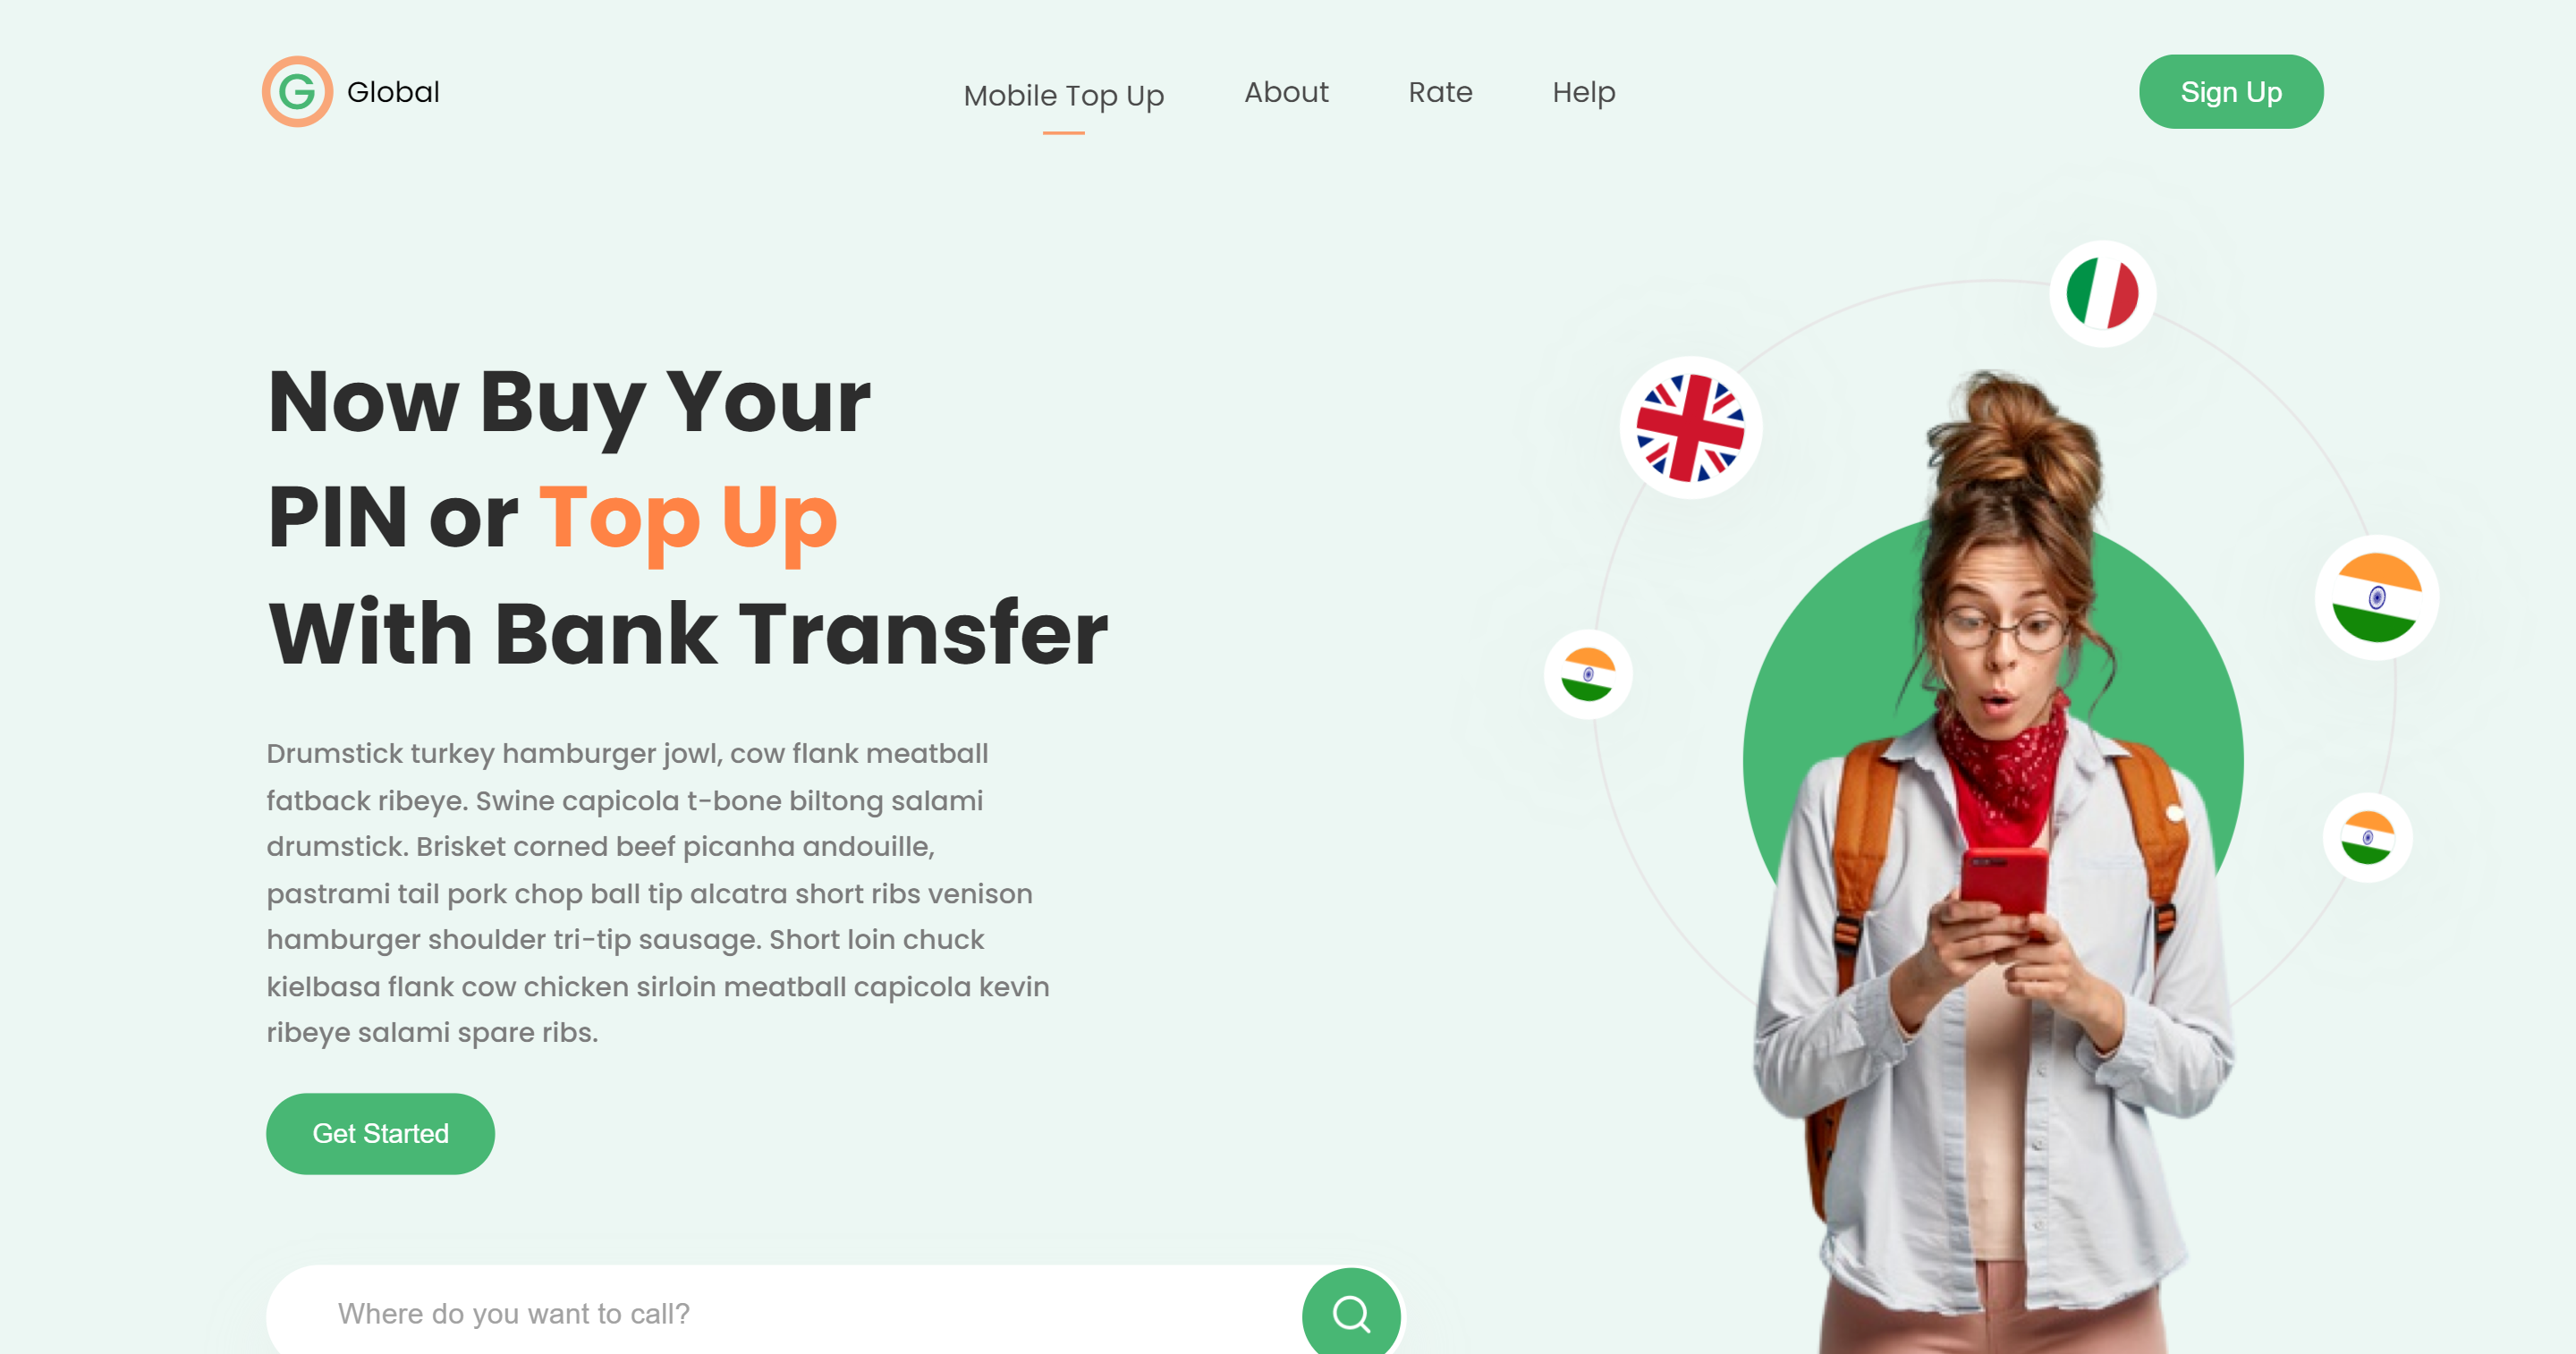 G Global
Mobile Top Up
About
Rate
Help
Sign Up
Now Buy Your
PIN or Top Up
With Bank Transfer
Drumstick turkey hamburger jowl, cow flank meatball
fatback ribeye. Swine capicola t-bone biltong salami
drumstick. Brisket corned beef picanha andouille,
pastrami tail pork chop ball tip alcatra short ribs venison
hamburger shoulder tri-tip sausage. Short loin chuck
kielbasa flank cow chicken sirloin meatball capicola kevin
ribeye salami spare ribs.
Get Started
Where do you want to call?